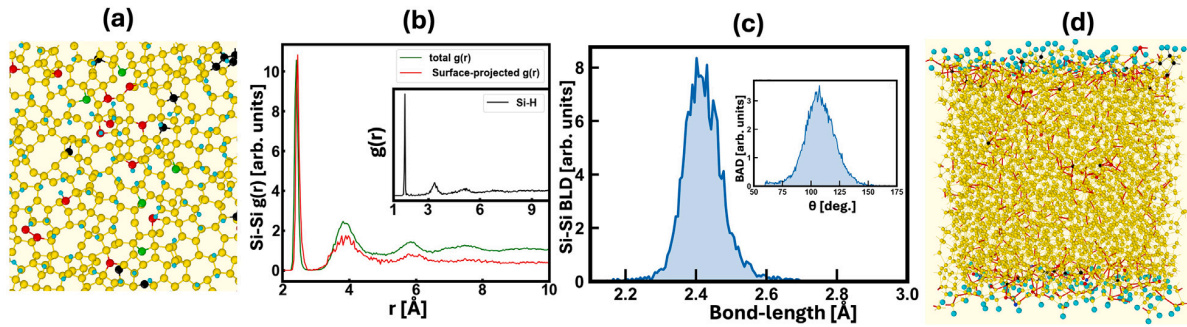 (a)
(b)
(c)
(d)
Si-Si g(r) [arb. units]
10
8
6
4
2
0
total g(r)
Surface-projected g(r)
g(r)
Si-H
1 3 6 9
2 4 6 8 10
r [Å]
Si-Si BLD [arb. units]
8
6
4
2
0
BAD [arb. units]
3
2
1
0
50 75 100 125 175
θ [deg.]
2.2 2.4 2.6 2.8 3.0
Bond-length [Å]